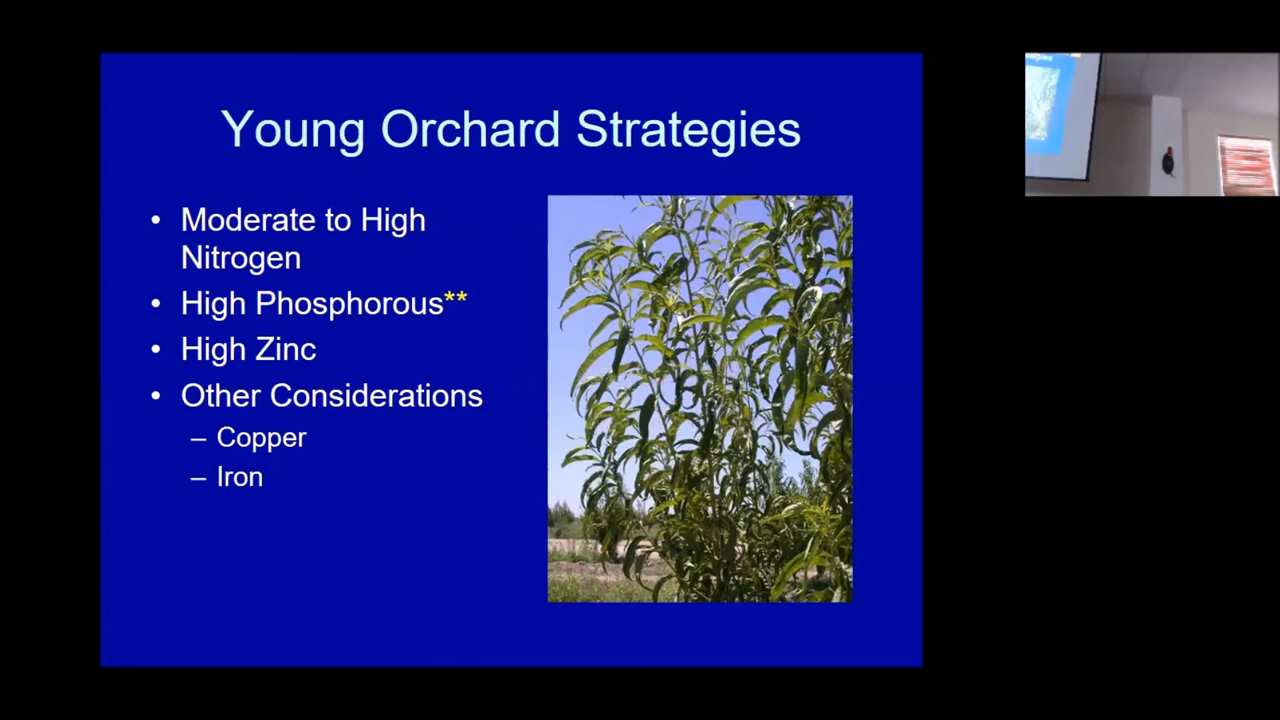 Young Orchard Strategies
• Moderate to High
Nitrogen
• High Phosphorous**
• High Zinc
• Other Considerations
– Copper
– Iron